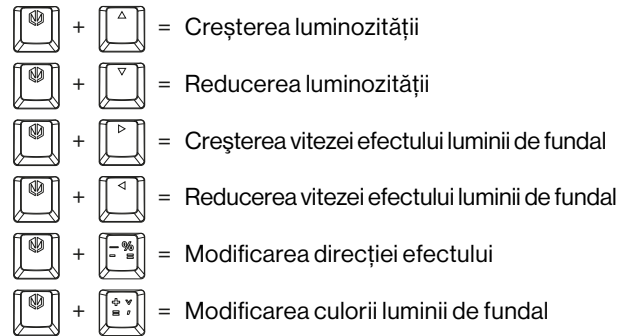 + △ = Creșterea luminozității
+ ▽ = Reducerea luminozității
+ ▷ = Creşterea vitezei efectului luminii de fundal
+ ◁ = Reducerea vitezei efectului luminii de fundal
+ = Modificarea direcției efectului
+ = Modificarea culorii luminii de fundal